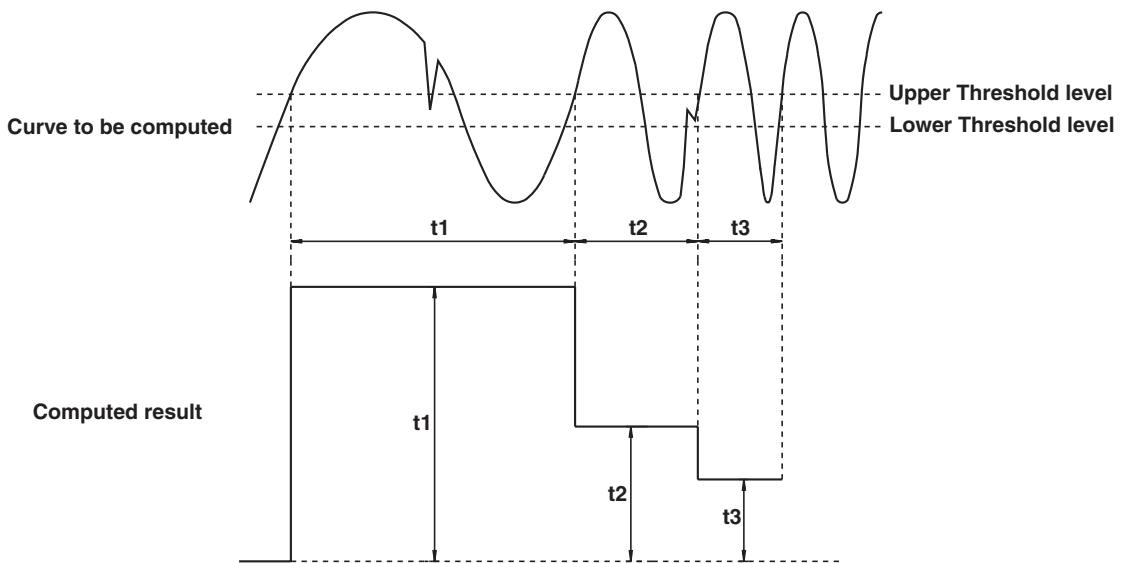 Upper Threshold level
Curve to be computed
Lower Threshold level
t1
t2
t3
Computed result
t1
t2
t3